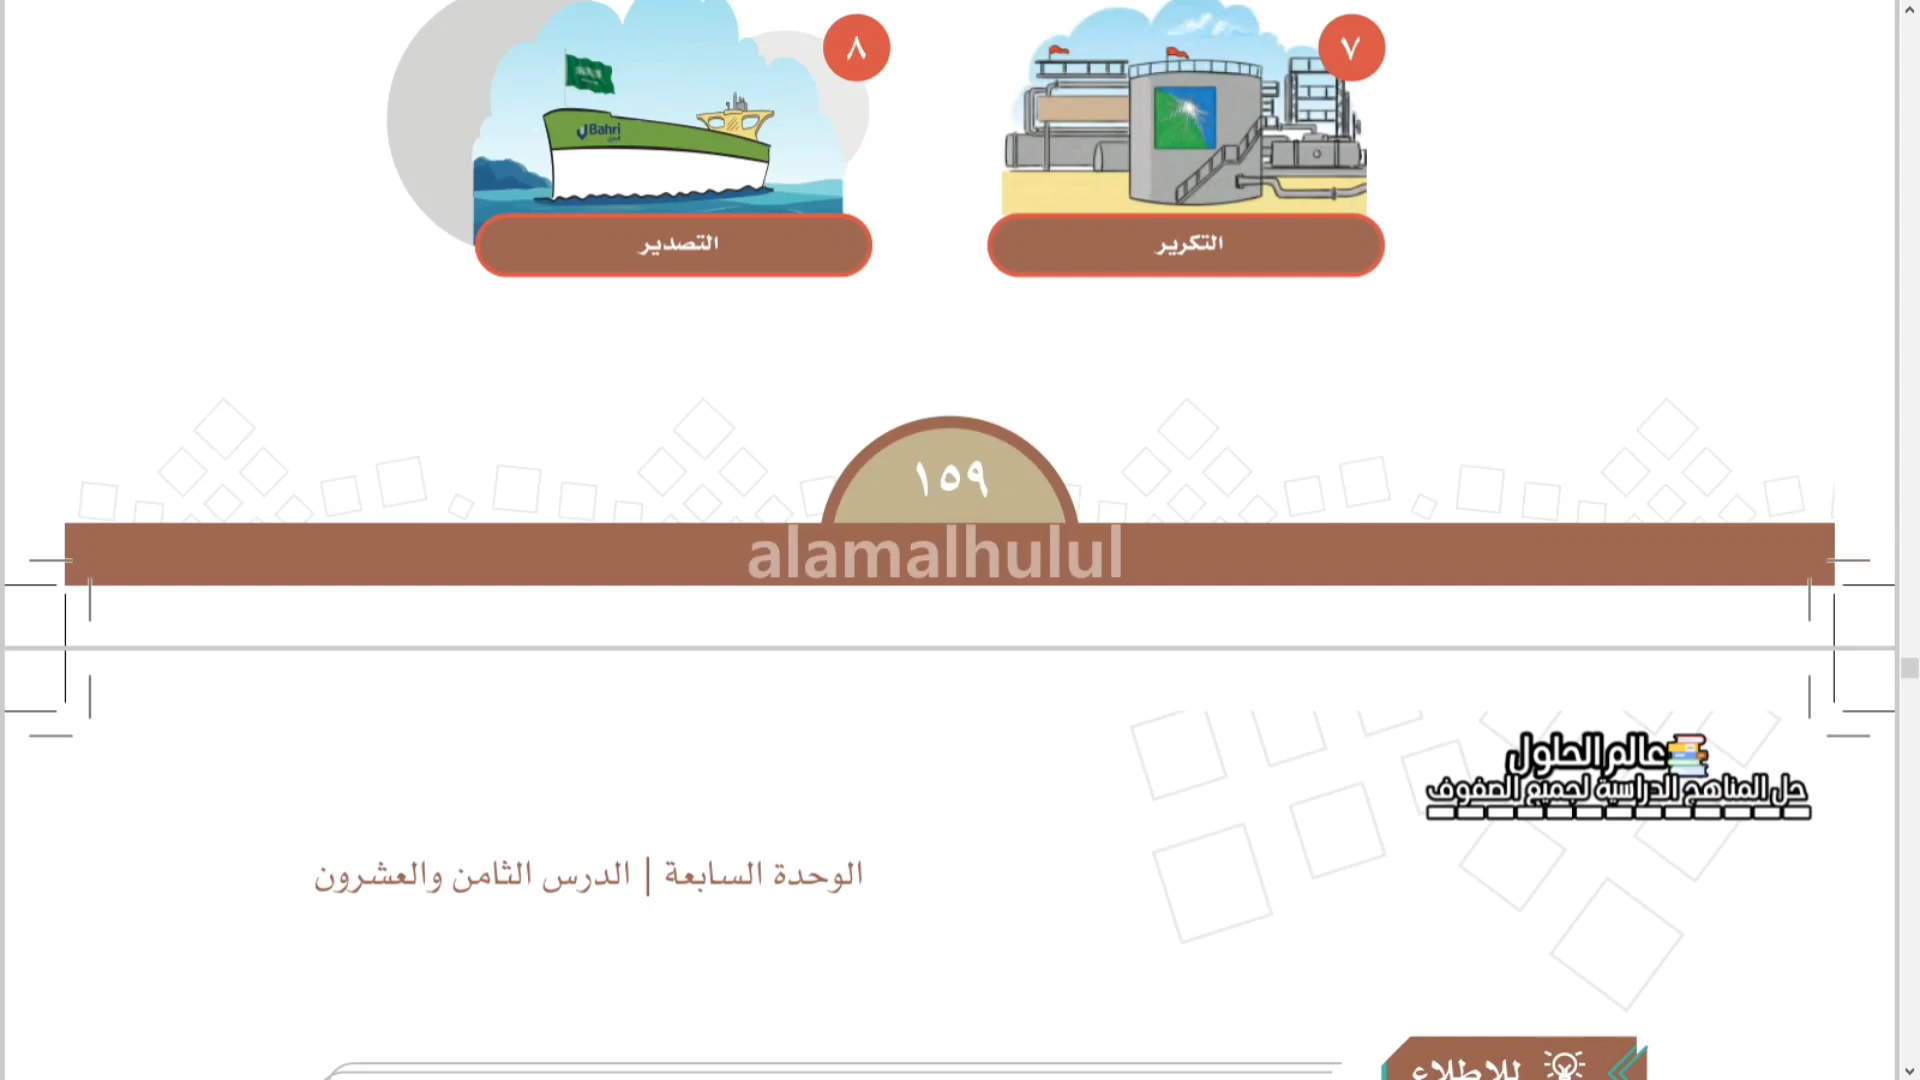 ٧
٨
Bahri
التكرير
التصدير
١٥٩
alamalhulul
عالم الحلول
حل المناهج الدراسية لجميع الصفوف
الوحدة السابعة | الدرس الثامن والعشرون
للاطلاع